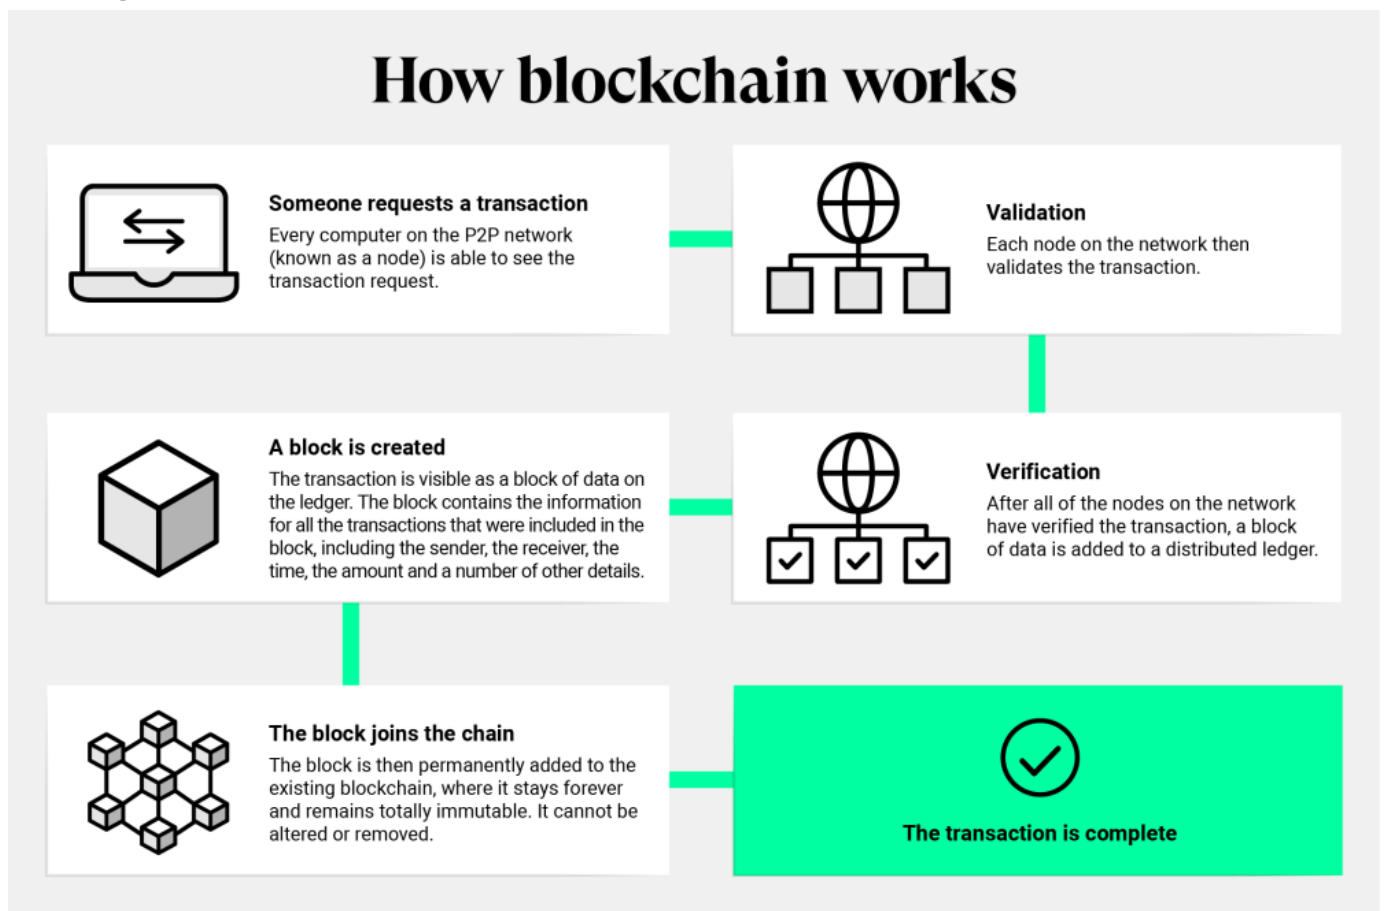 How blockchain works
Someone requests a transaction
Every computer on the P2P network
(known as a node) is able to see the
transaction request.
Validation
Each node on the network then
validates the transaction.
Verification
After all of the nodes on the network
have verified the transaction, a block
of data is added to a distributed ledger.
A block is created
The transaction is visible as a block of data on
the ledger. The block contains the information
for all the transactions that were included in the
block, including the sender, the receiver, the
time, the amount and a number of other details.
The block joins the chain
The block is then permanently added to the
existing blockchain, where it stays forever
and remains totally immutable. It cannot be
altered or removed.
The transaction is complete